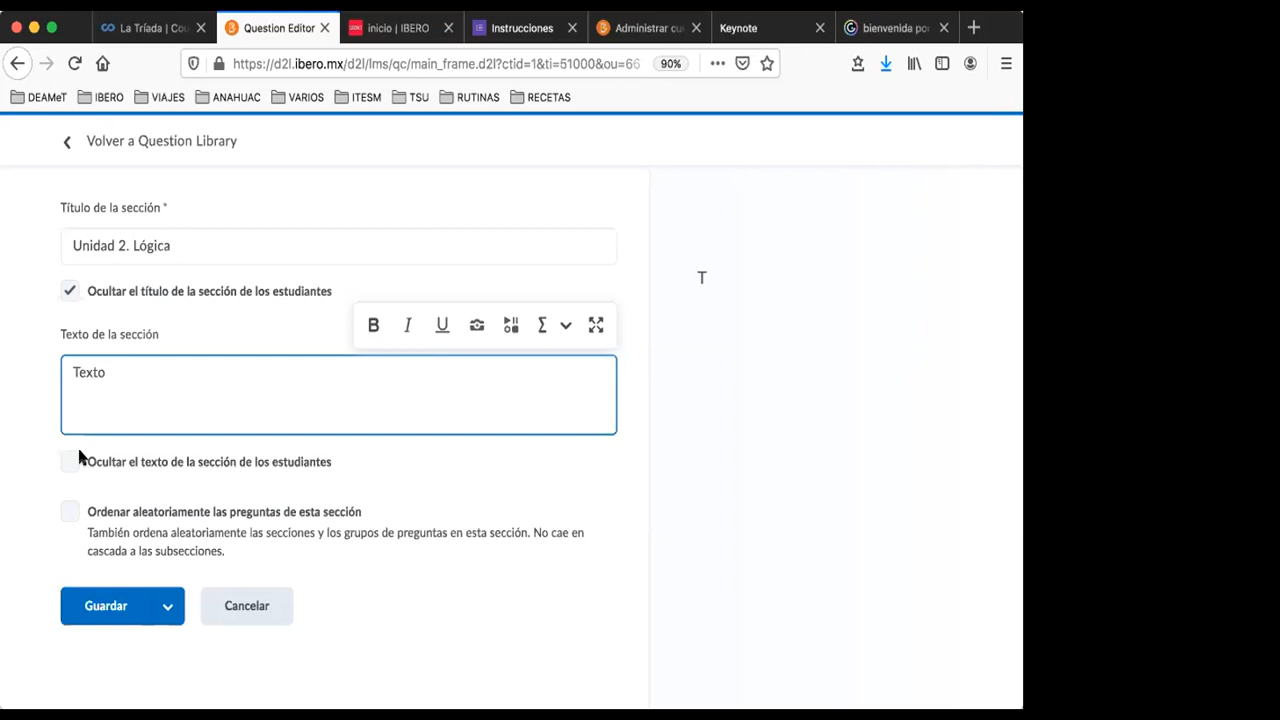 La Tríada | Cou
Question Editor
inicio | IBERO
Instrucciones
Administrar cu
Keynote
bienvenida po
https://d2l.ibero.mx/d2l/lms/qc/main_frame.d2l?ctid=1&ti=51000&ou=66
90%
DEAMeT
IBERO
VIAJES
ANAHUAC
VARIOS
ITESM
TSU
RUTINAS
RECETAS
Volver a Question Library
Título de la sección *
Unidad 2. Lógica
T
Ocultar el título de la sección de los estudiantes
B I U Σ
Texto de la sección
Texto
Ocultar el texto de la sección de los estudiantes
Ordenar aleatoriamente las preguntas de esta sección
También ordena aleatoriamente las secciones y los grupos de preguntas en esta sección. No cae en
cascada a las subsecciones.
Guardar
Cancelar